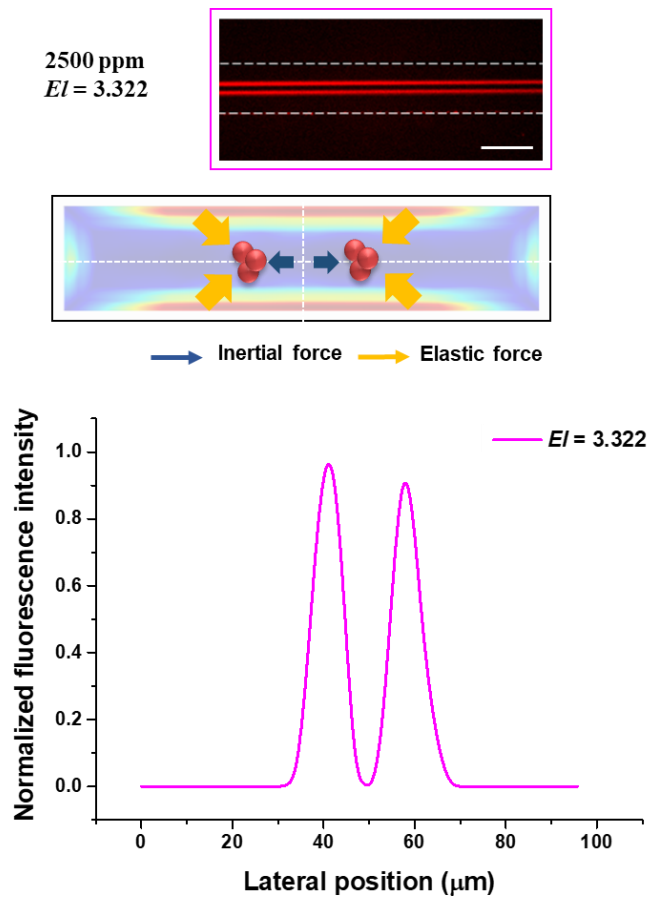 2500 ppm
El = 3.322
Inertial force
Elastic force
Normalized fluorescence intensity
1.0
0.8
0.6
0.4
0.2
0.0
El = 3.322
0
20
40
60
80
100
Lateral position (μm)